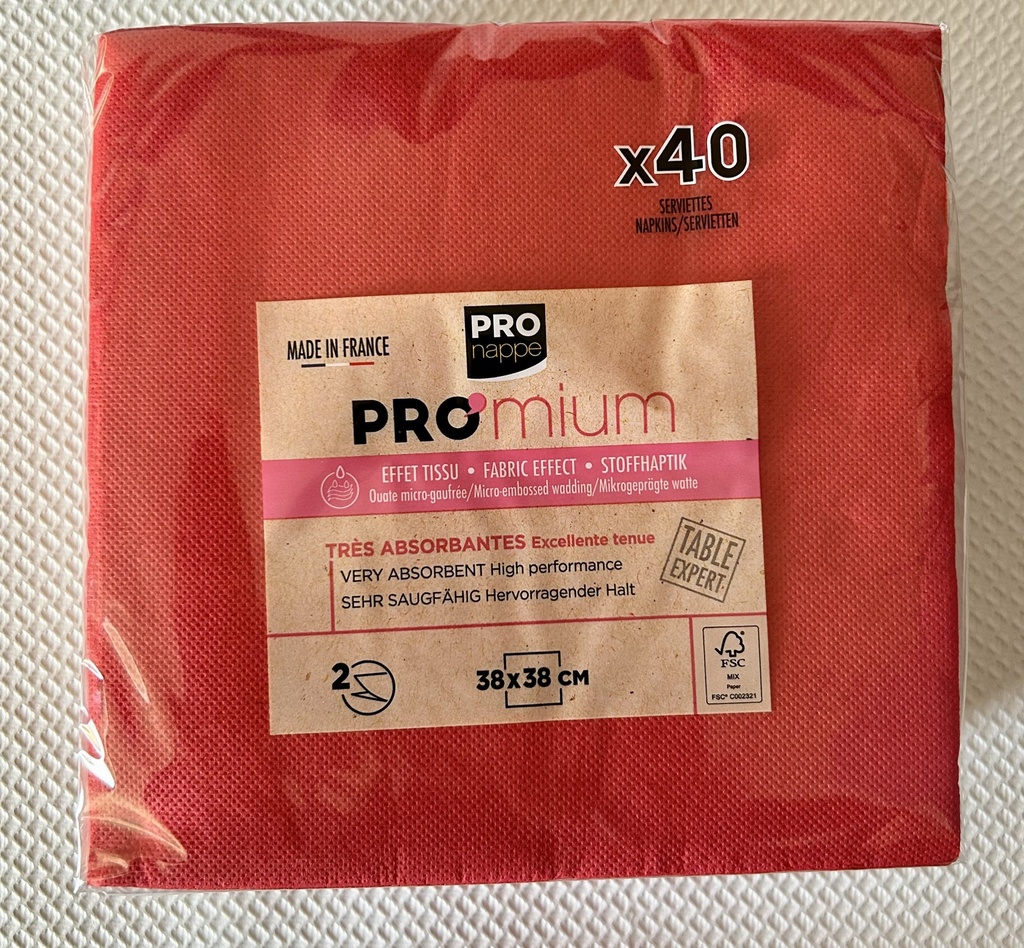 x40
SERVIETTES
NAPKINS/SERVIETTEN
MADE IN FRANCE
PRO
nappe
PRO'mium
EFFET TISSU • FABRIC EFFECT • STOFFHAPTIK
Ouate micro-gaufrée/Micro-embossed wadding/Mikrogeprägte watte
TRÈS ABSORBANTES Excellente tenue
VERY ABSORBENT High performance
SEHR SAUGFÄHIG Hervorragender Halt
TABLE
EXPERT
2
38x38 CM
FSC
MIX
Paper
FSC® C002321